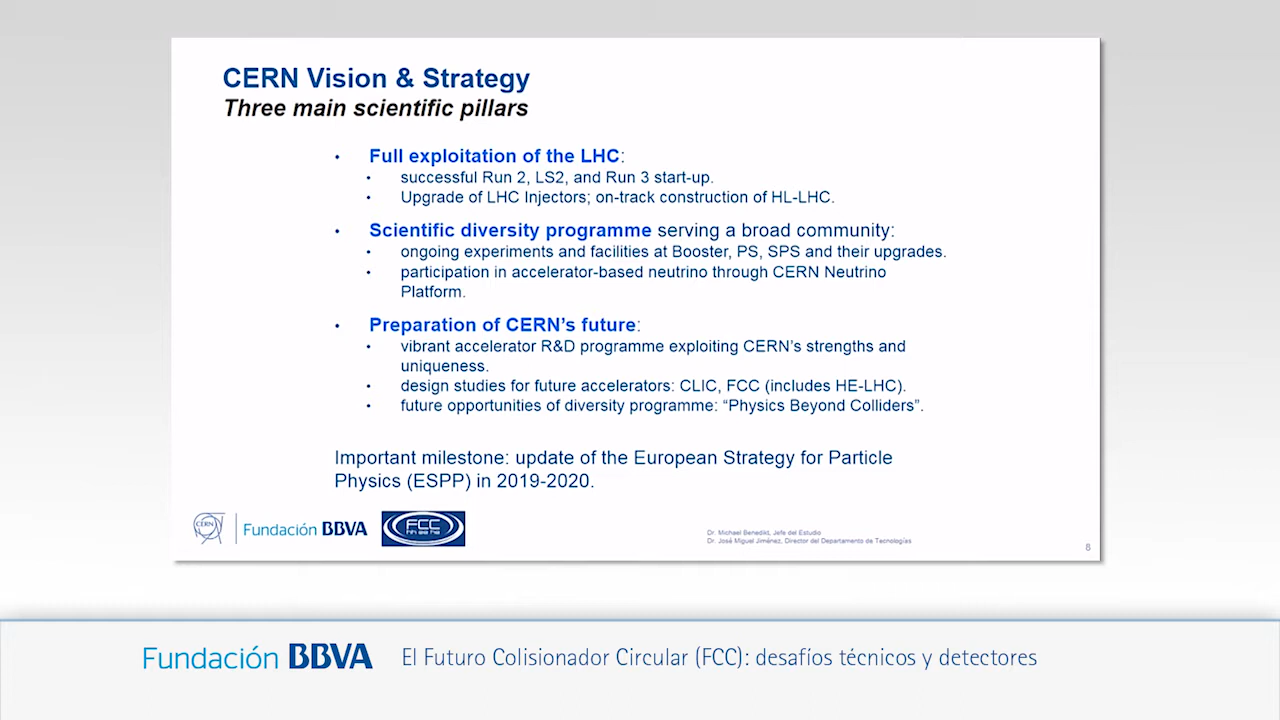 CERN Vision & Strategy
Three main scientific pillars
• Full exploitation of the LHC:
• successful Run 2, LS2, and Run 3 start-up.
• Upgrade of LHC Injectors; on-track construction of HL-LHC.
• Scientific diversity programme serving a broad community:
• ongoing experiments and facilities at Booster, PS, SPS and their upgrades.
• participation in accelerator-based neutrino through CERN Neutrino
Platform.
• Preparation of CERN’s future:
• vibrant accelerator R&D programme exploiting CERN’s strengths and
uniqueness.
• design studies for future accelerators: CLIC, FCC (includes HE-LHC).
• future opportunities of diversity programme: “Physics Beyond Colliders”.
Important milestone: update of the European Strategy for Particle
Physics (ESPP) in 2019-2020.
CERN
Fundación BBVA
FCC
hh ee he
Dr. Michael Benedikt, Jefe del Estudio
Dr. José Miguel Jiménez, Director del Departamento de Tecnologías
8
Fundación BBVA
El Futuro Colisionador Circular (FCC): desafíos técnicos y detectores